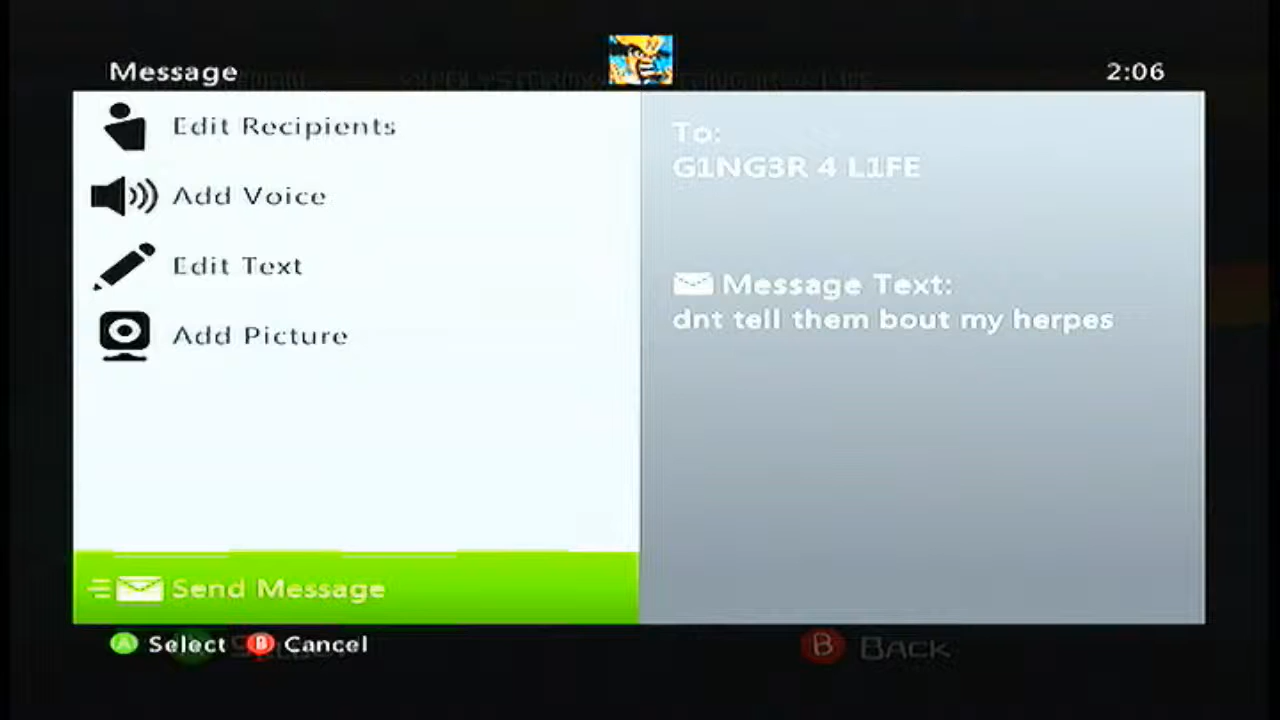 Message
2:06
Edit Recipients
Add Voice
Edit Text
Add Picture
Send Message
To:
G1NG3R 4 L1FE
Message Text:
dnt tell them bout my herpes
A Select B Cancel
B BACK